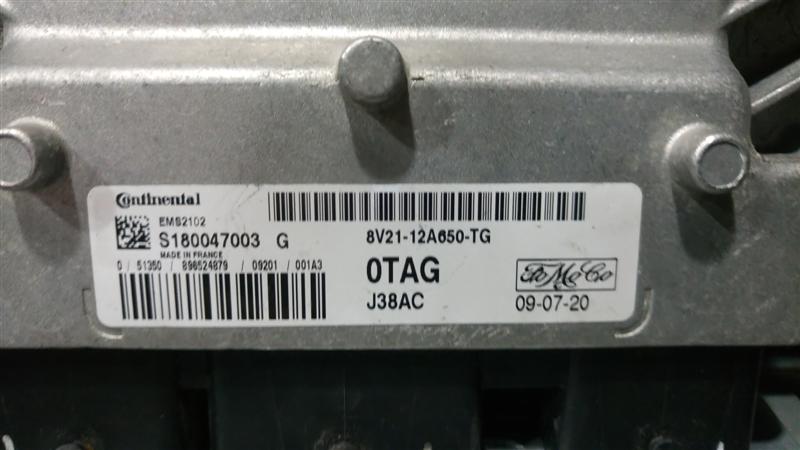 Continental
EMS2102
S180047003 G
MADE IN FRANCE
0 / 51350 / 896524879 / 09201 / 001A3
8V21-12A650-TG
0TAG
J38AC
FoMoCo
09-07-20